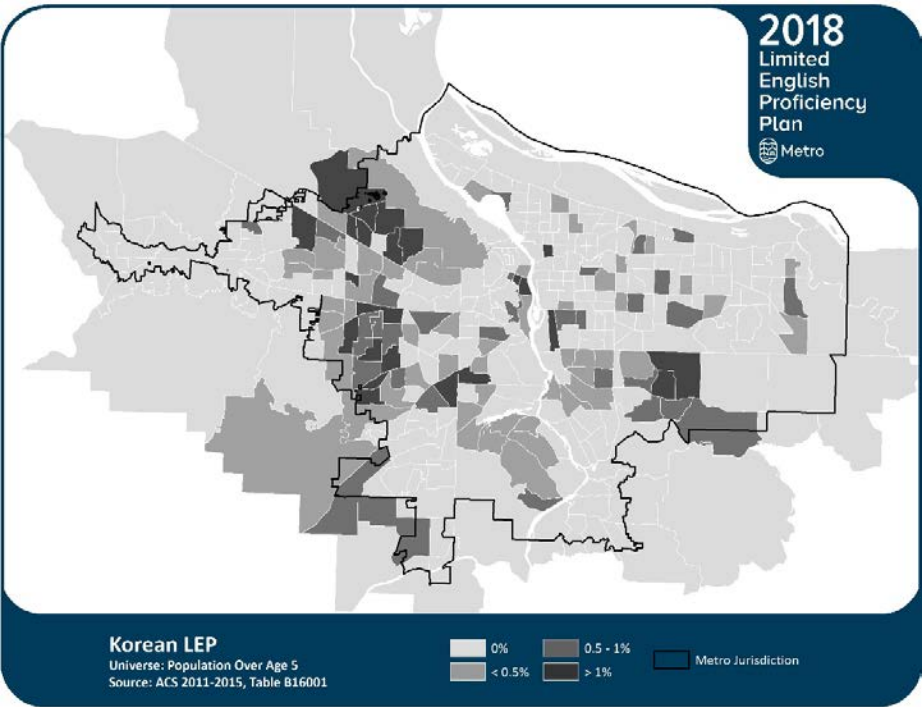 2018
Limited
English
Proficiency
Plan
Metro
Korean LEP
Universe: Population Over Age 5
Source: ACS 2011-2015, Table B16001
0%
< 0.5%
0.5 - 1%
> 1%
Metro Jurisdiction